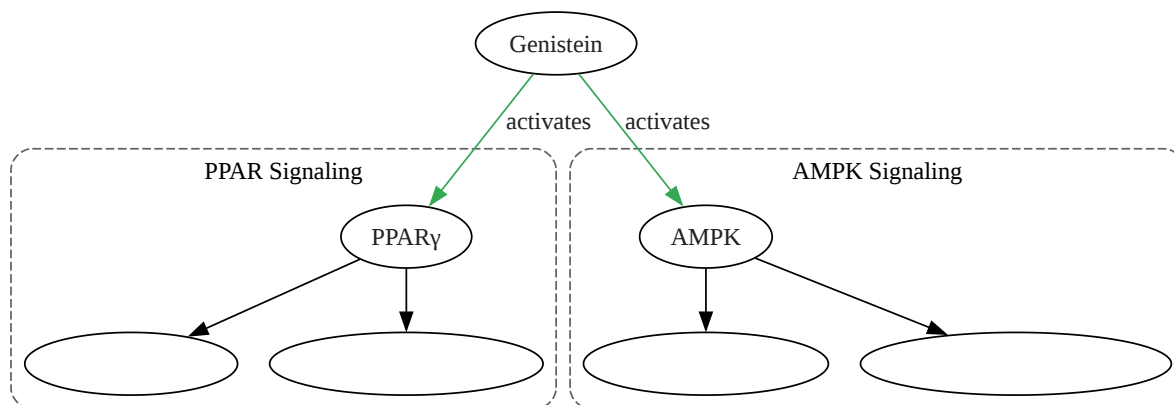 Genistein
activates
activates
PPAR Signaling
AMPK Signaling
PPARγ
AMPK